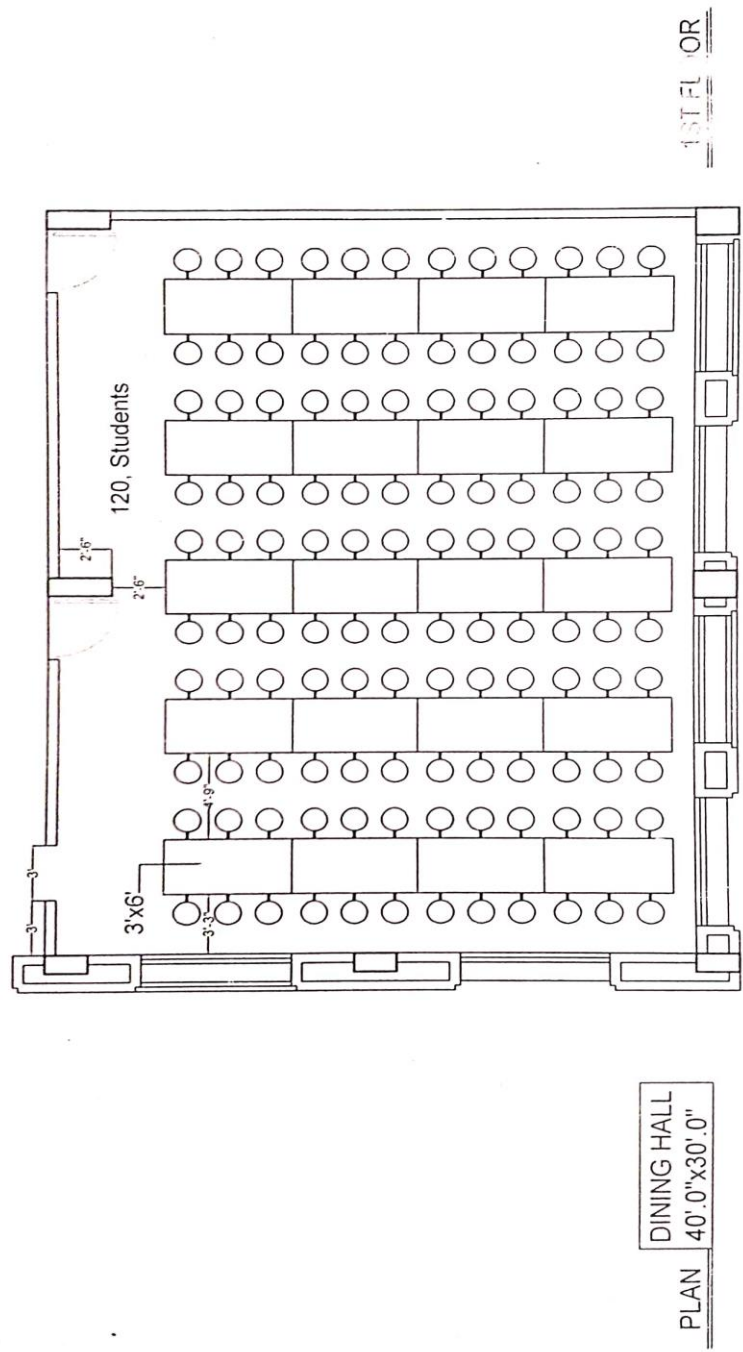 1ST FLOOR
120, Students
2'-6"
2'-6"
3'
3'
3'x6'
4'-9"
3'-3"
PLAN
DINING HALL
40'.0"x30'.0"